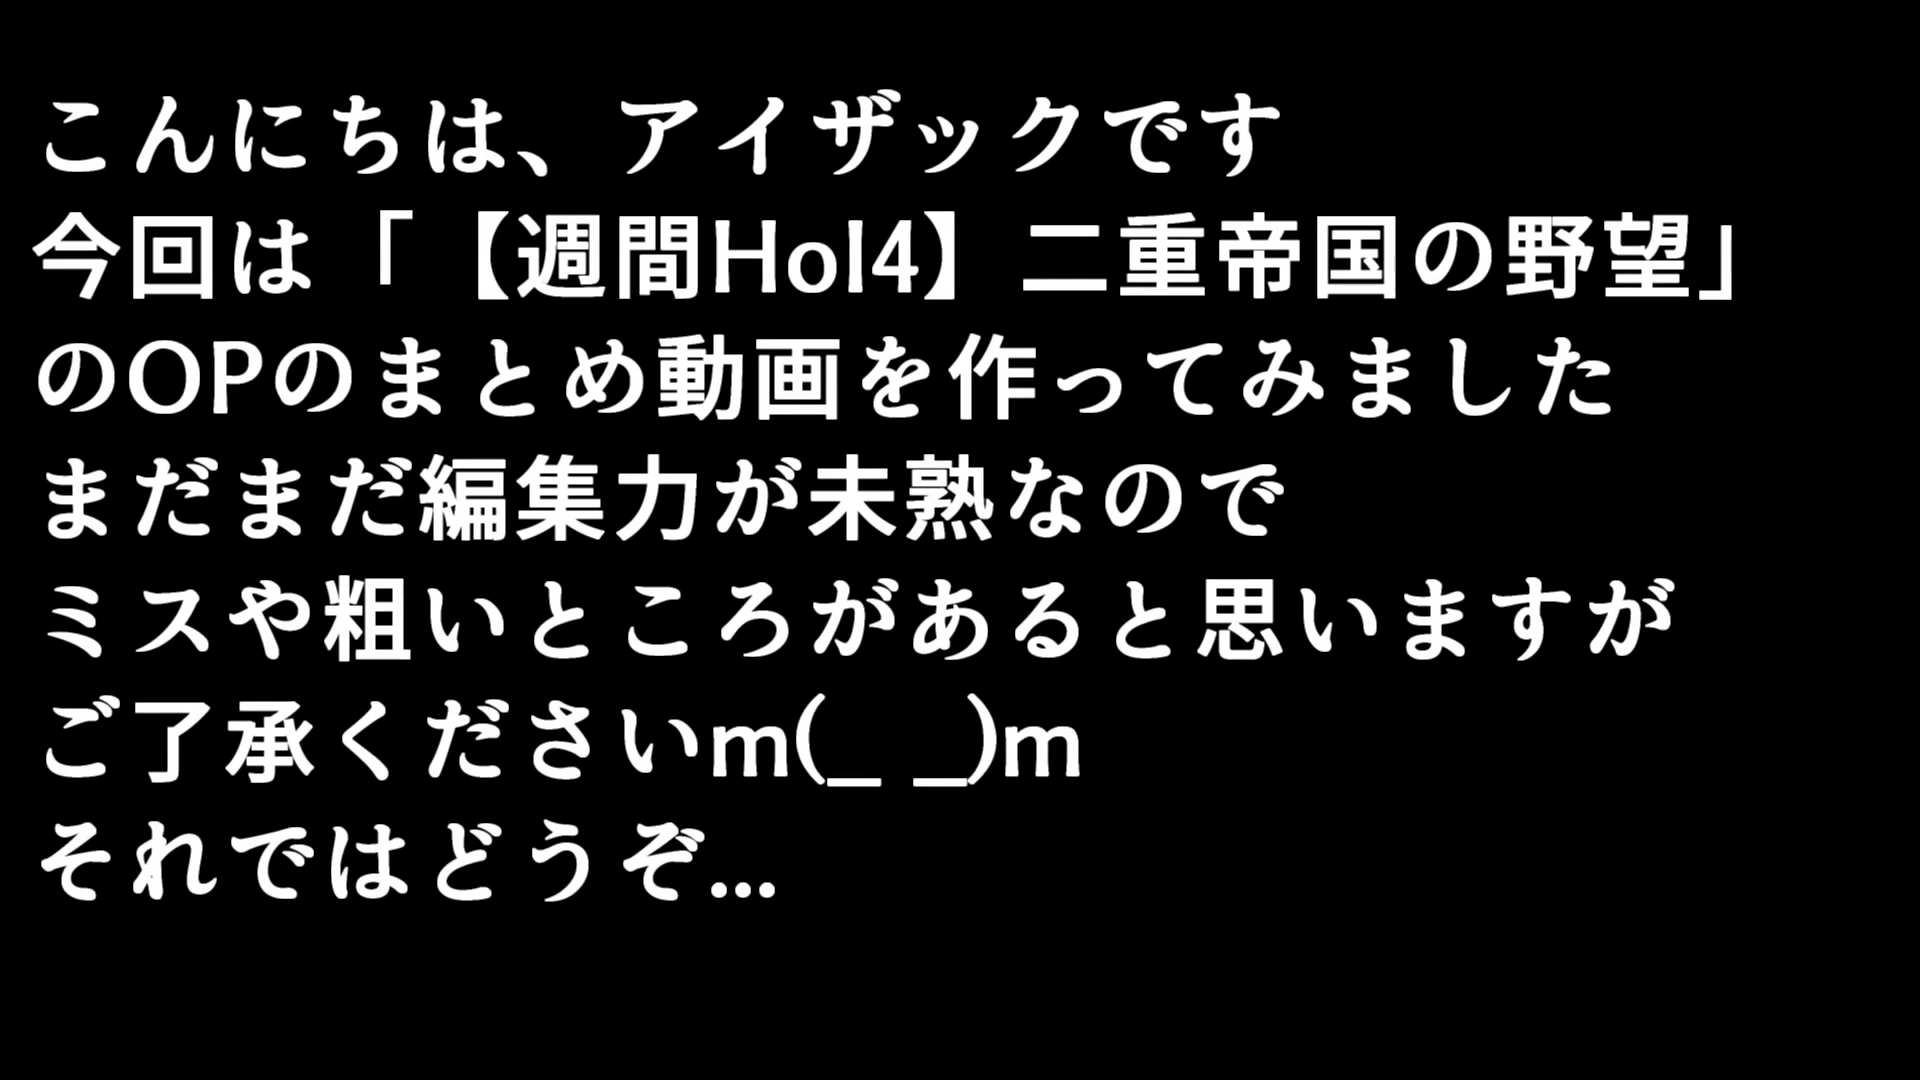 こんにちは、アイザックです
今回は「【週間HoI4】二重帝国の野望」
のOPのまとめ動画を作ってみました
まだまだ編集力が未熟なので
ミスや粗いところがあると思いますが
ご了承くださいm(_ _)m
それではどうぞ...